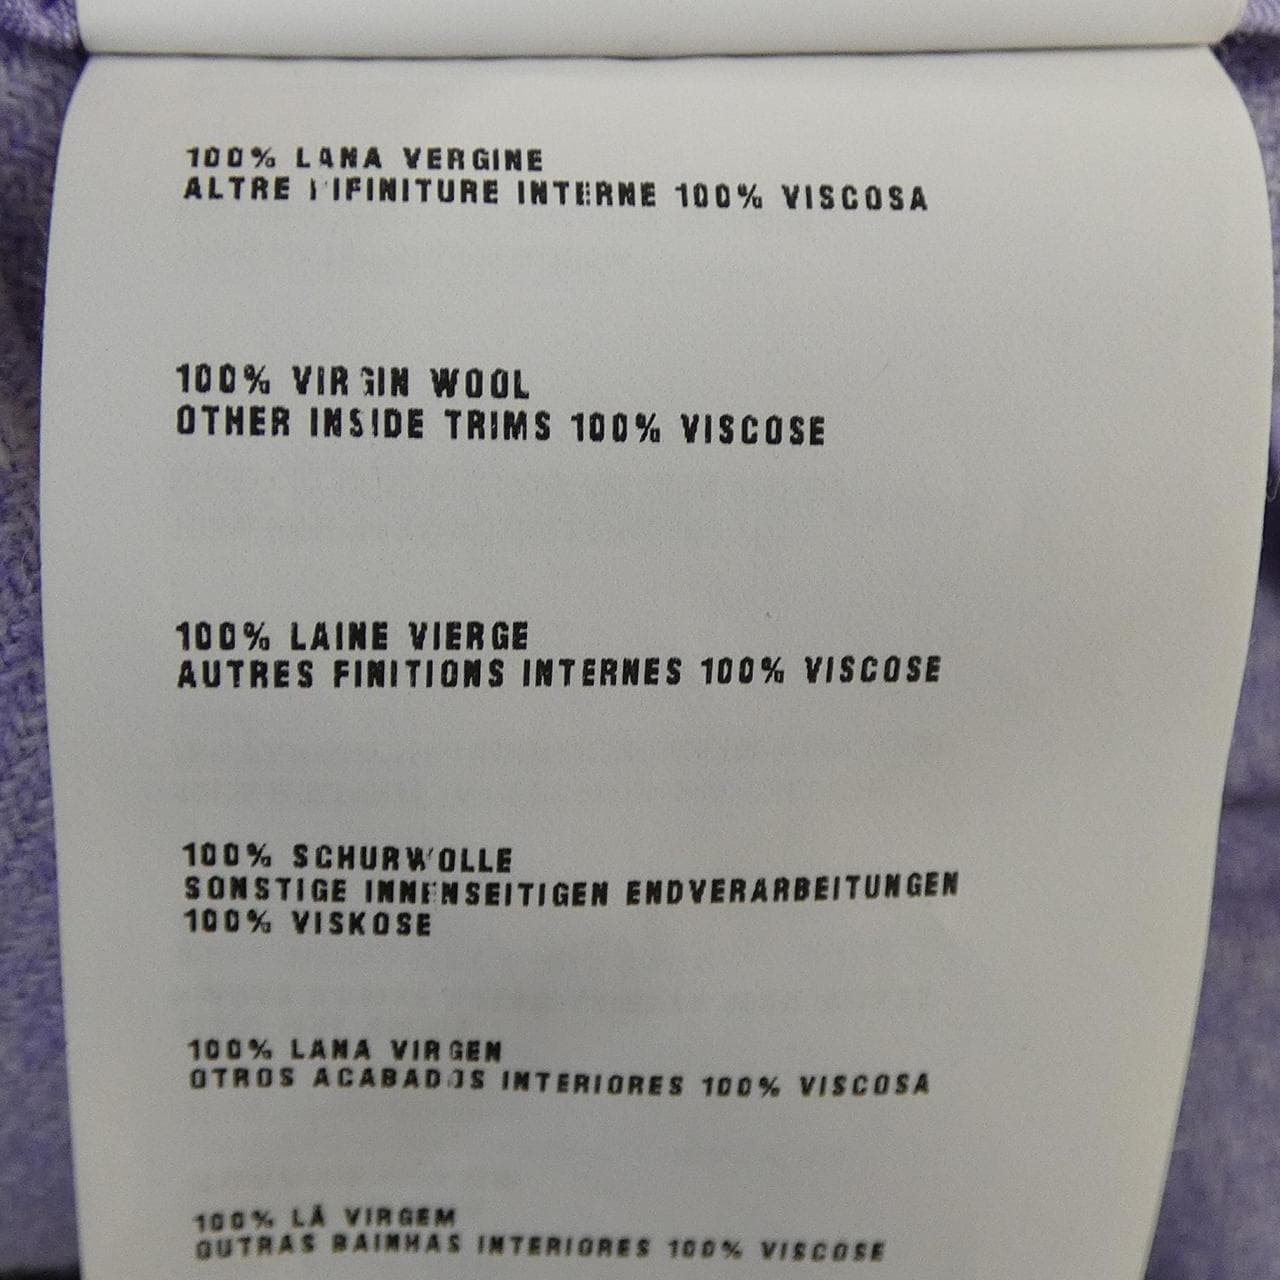 100% LANA VERGINE
ALTRE RIFINITURE INTERNE 100% VISCOSA
100% VIRGIN WOOL
OTHER INSIDE TRIMS 100% VISCOSE
100% LAINE VIERGE
AUTRES FINITIONS INTERNES 100% VISCOSE
100% SCHURWOLLE
SONSTIGE INNENSEITIGEN ENDVERARBEITUNGEN
100% VISKOSE
100% LANA VIRGEN
OTROS ACABADOS INTERIORES 100% VISCOSA
100% LÃ VIRGEM
OUTRAS BAINHAS INTERIORES 100% VISCOSE